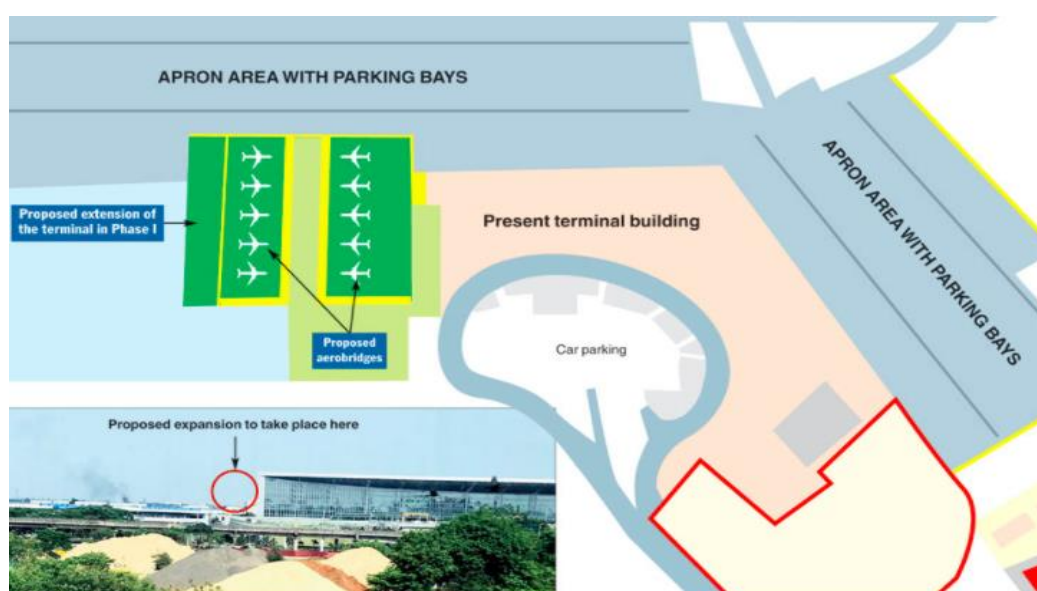 APRON AREA WITH PARKING BAYS
APRON AREA WITH PARKING BAYS
Proposed extension of
the terminal in Phase I
Present terminal building
Proposed
aerobridges
Car parking
Proposed expansion to take place here